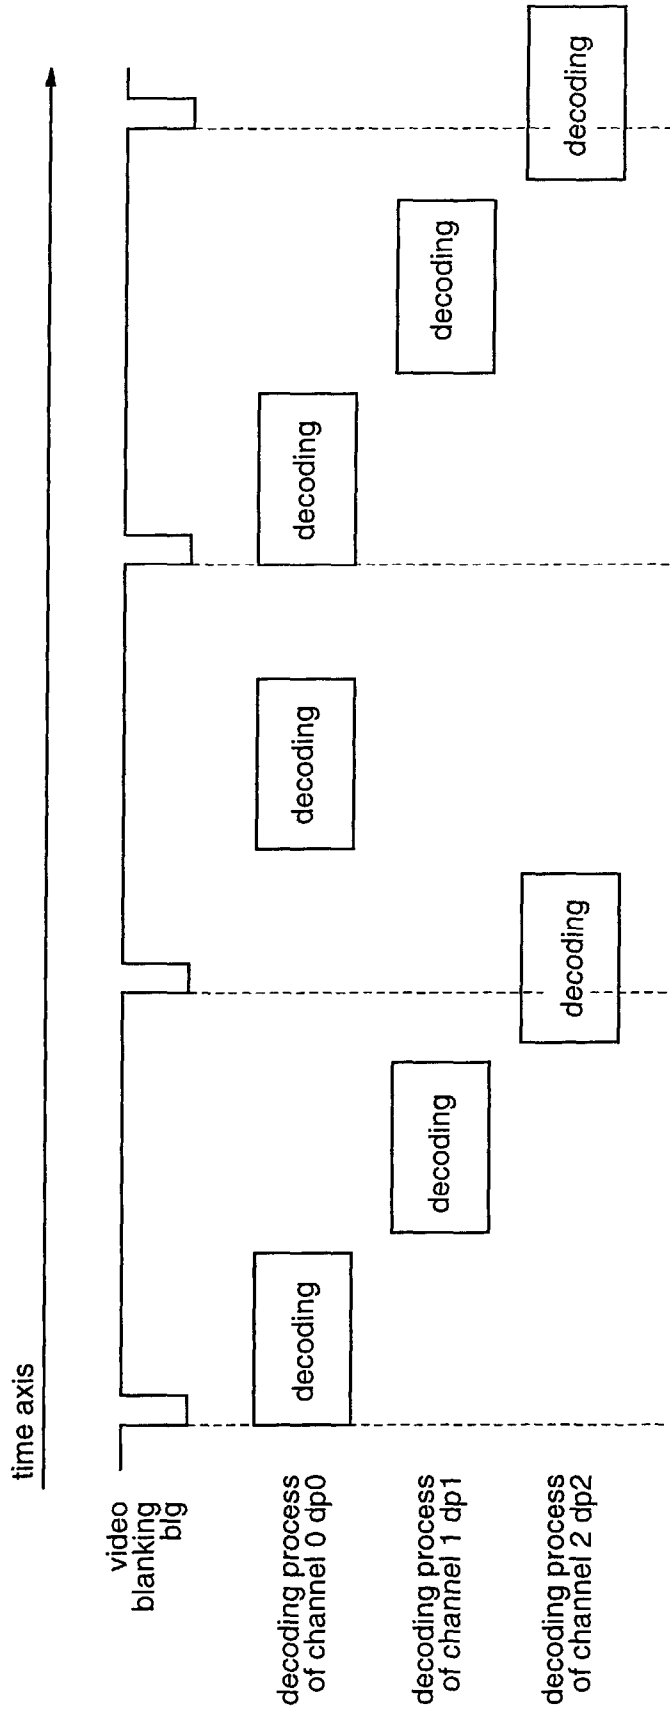 time axis
video
blanking
blg
decoding process
of channel 0 dp0
decoding
decoding
decoding
decoding process
of channel 1 dp1
decoding
decoding
decoding process
of channel 2 dp2
decoding
decoding